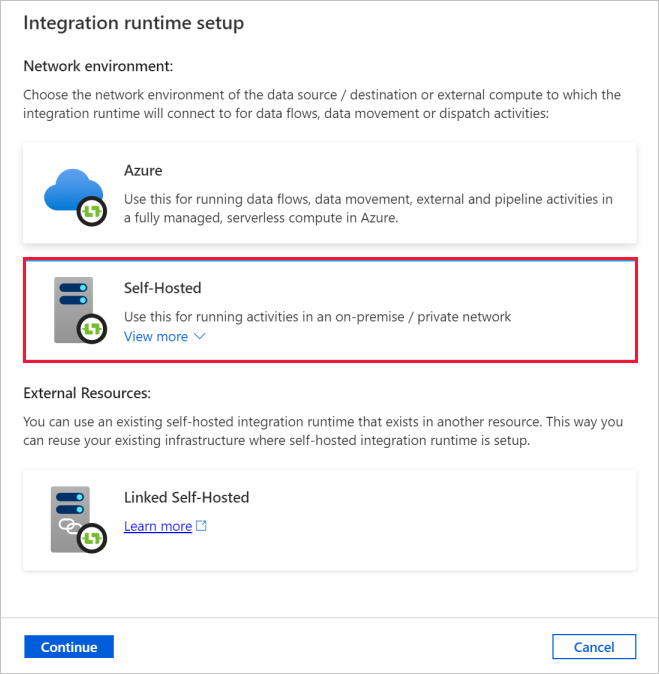 Integration runtime setup
Network environment:
Choose the network environment of the data source / destination or external compute to which the
integration runtime will connect to for data flows, data movement or dispatch activities:
Azure
Use this for running data flows, data movement, external and pipeline activities in
a fully managed, serverless compute in Azure.
Self-Hosted
Use this for running activities in an on-premise / private network
View more
External Resources:
You can use an existing self-hosted integration runtime that exists in another resource. This way you
can reuse your existing infrastructure where self-hosted integration runtime is setup.
Linked Self-Hosted
Learn more
Continue
Cancel